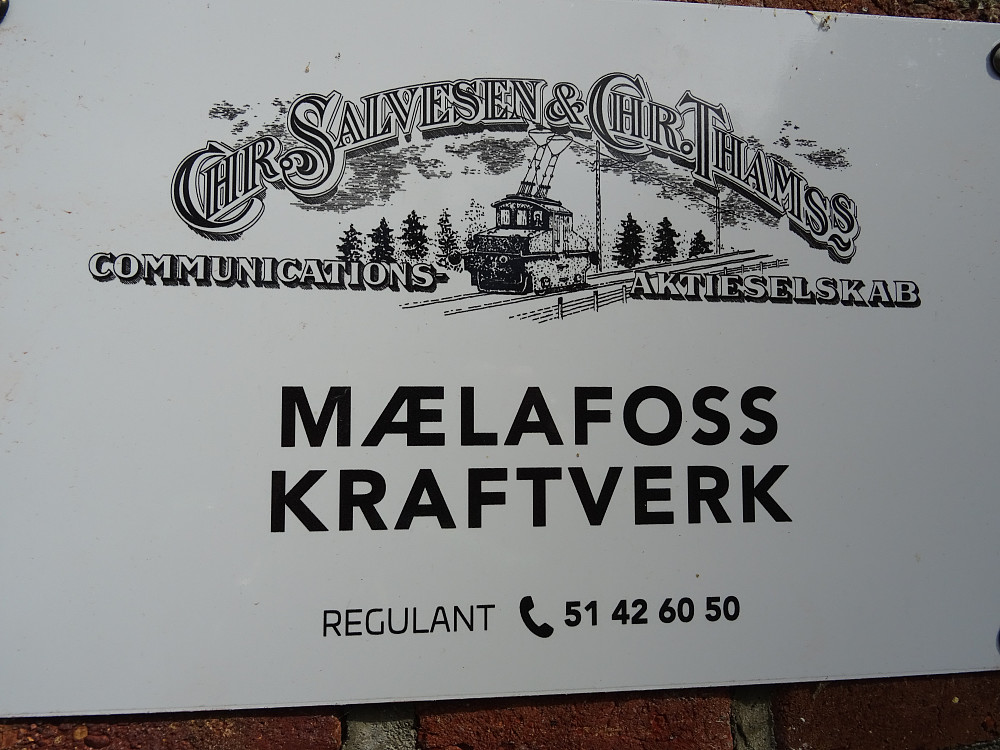 CHR. SALVESEN & CHR. THAMS'S
COMMUNICATIONS- AKTIESELSKAB
MÆLAFOSS
KRAFTVERK
REGULANT 51 42 60 50